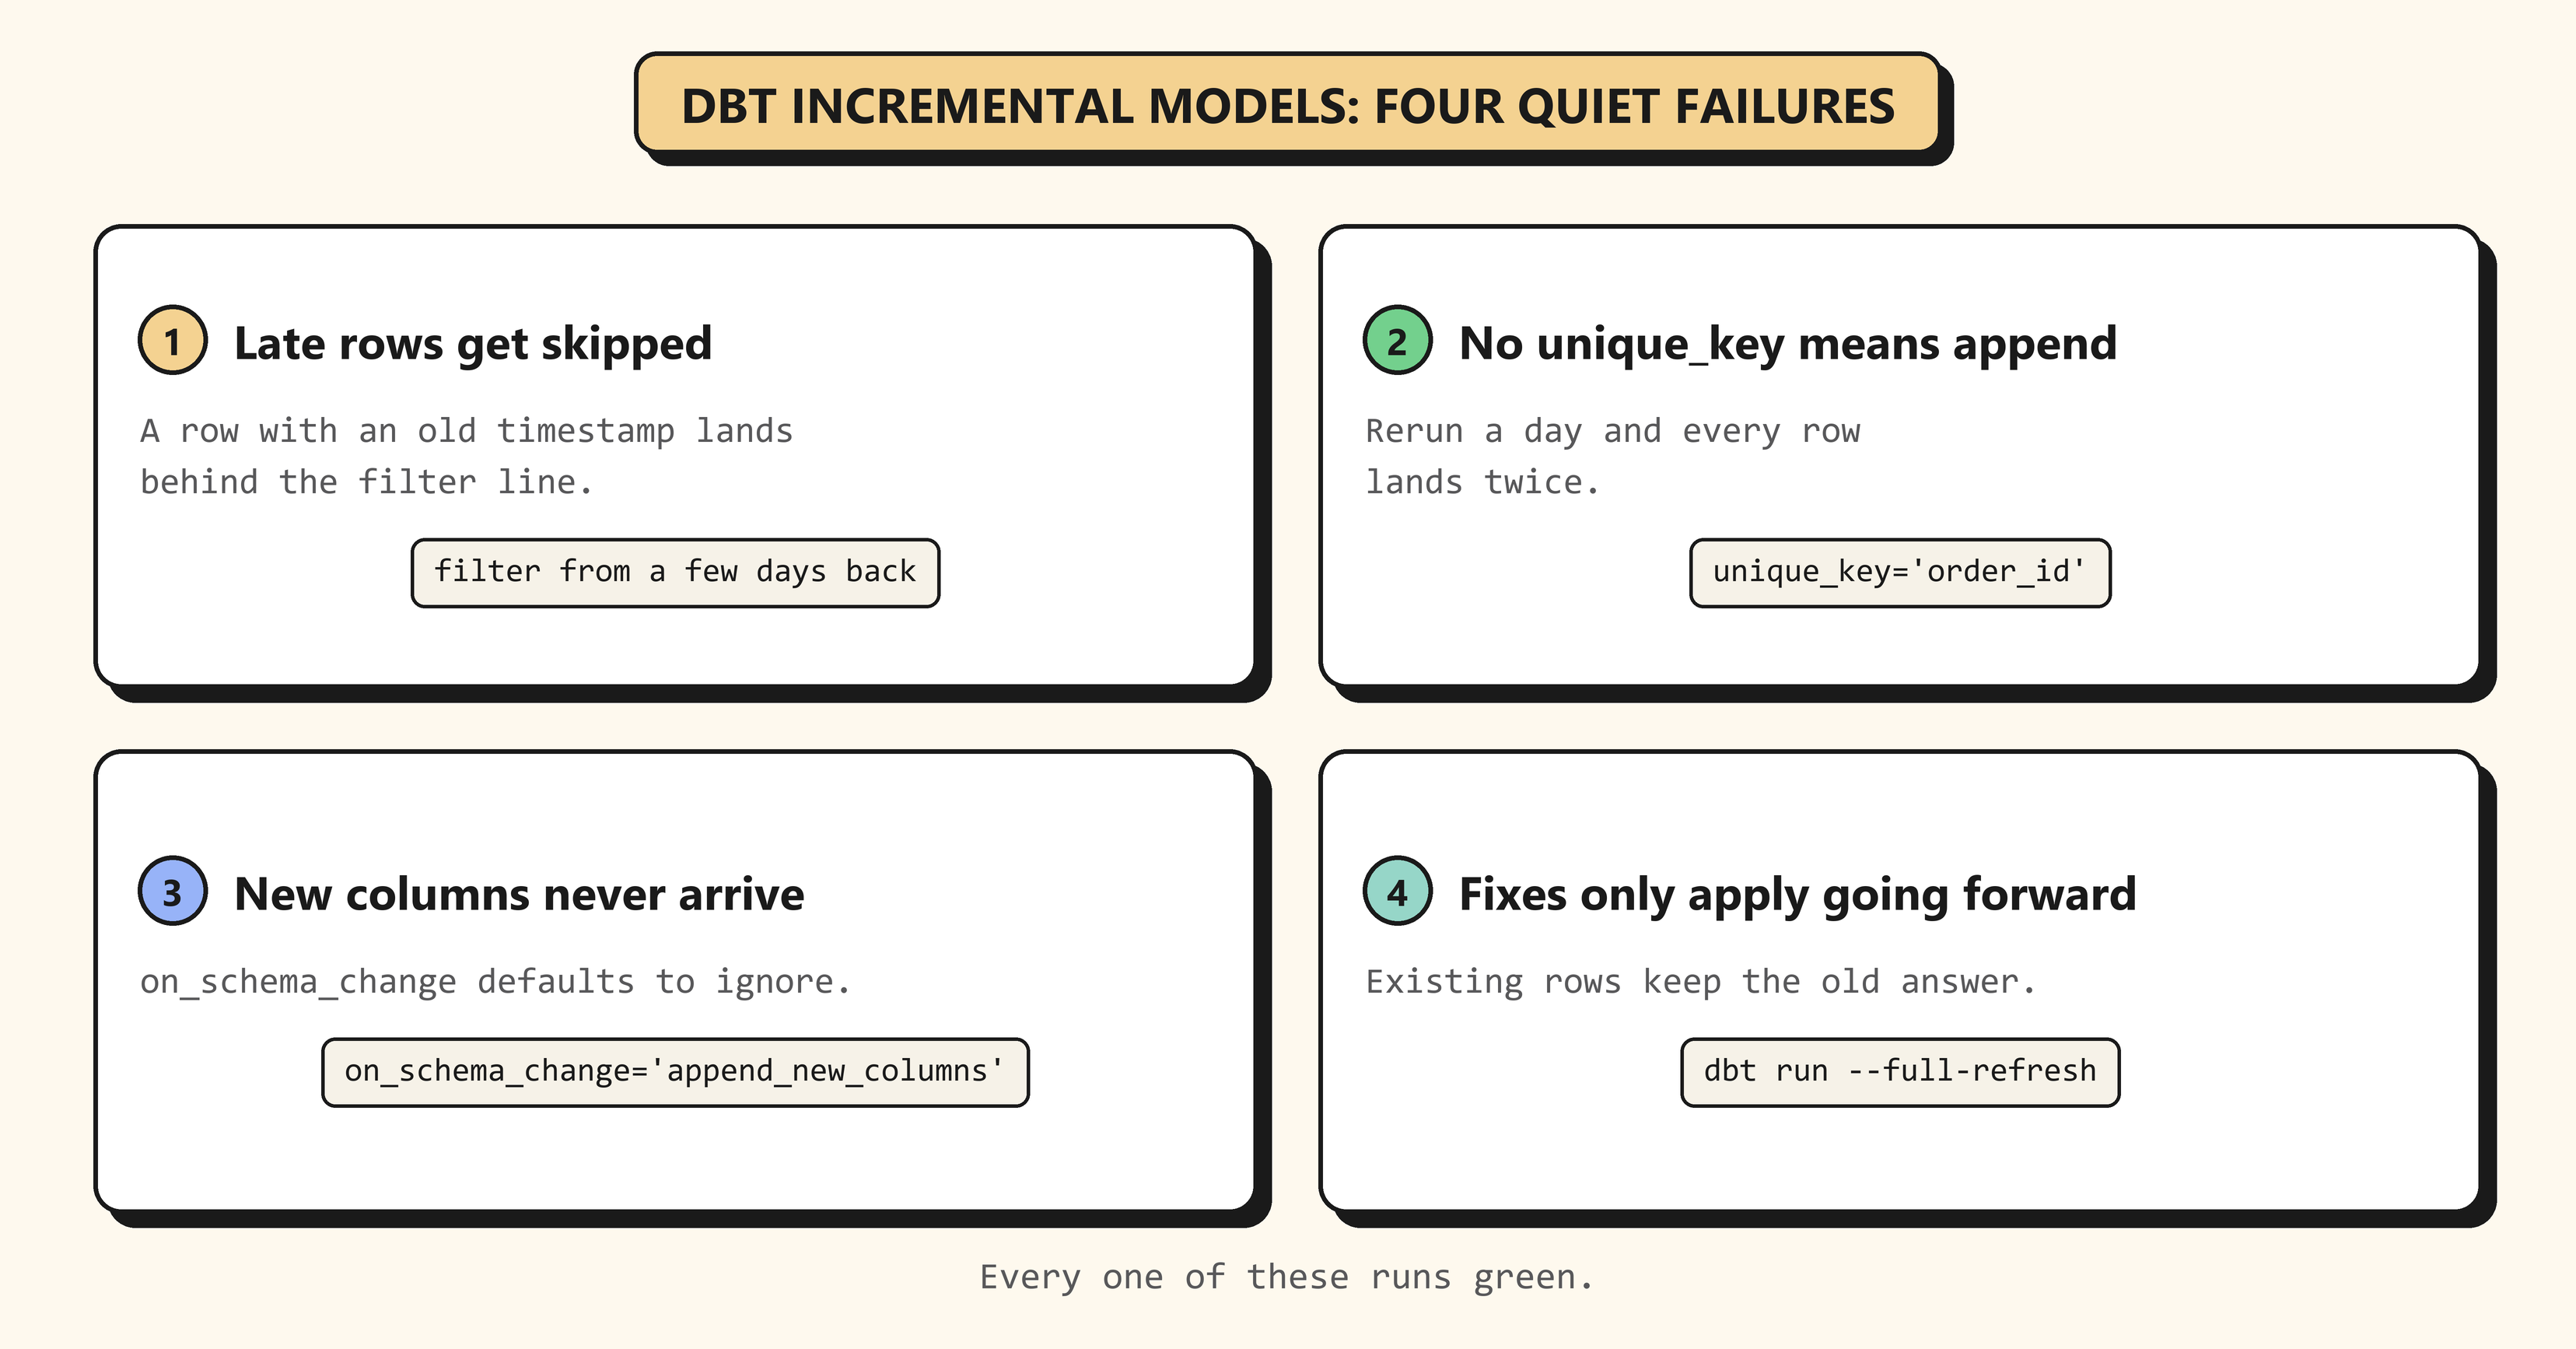 DBT INCREMENTAL MODELS: FOUR QUIET FAILURES
1 Late rows get skipped
A row with an old timestamp lands
behind the filter line.
filter from a few days back
2 No unique_key means append
Rerun a day and every row
lands twice.
unique_key='order_id'
3 New columns never arrive
on_schema_change defaults to ignore.
on_schema_change='append_new_columns'
4 Fixes only apply going forward
Existing rows keep the old answer.
dbt run --full-refresh
Every one of these runs green.